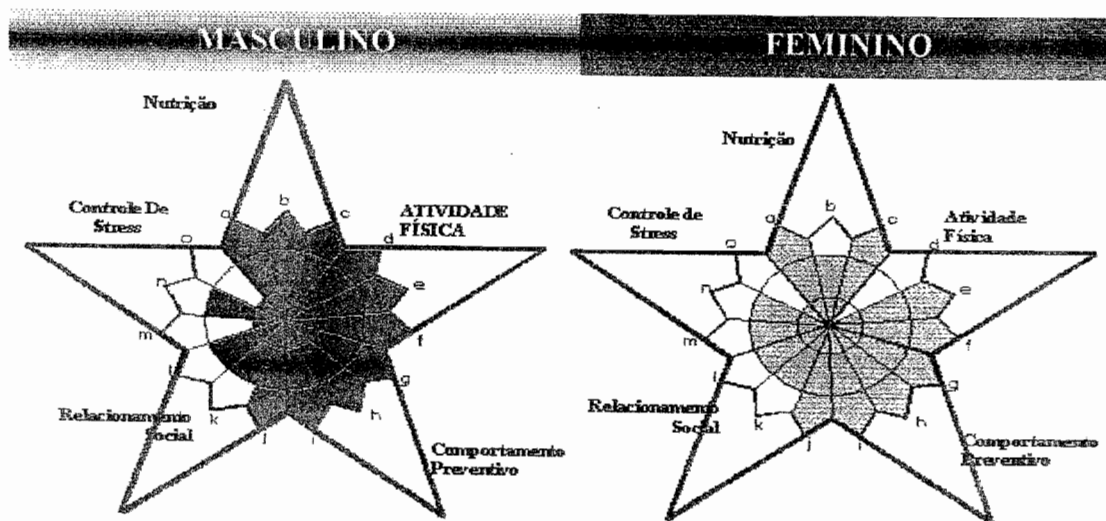 MASCULINO
FEMININO
Nutrição
Controle De
Stress
ATIVIDADE
FÍSICA
a
b
c
d
e
f
g
h
i
j
k
l
m
n
o
Relacionamento
Social
Comportamento
Preventivo
Nutrição
Controle de
Stress
Atividade
Física
a
b
c
d
e
f
g
h
i
j
k
l
m
n
o
Relacionamento
Social
Comportamento
Preventivo